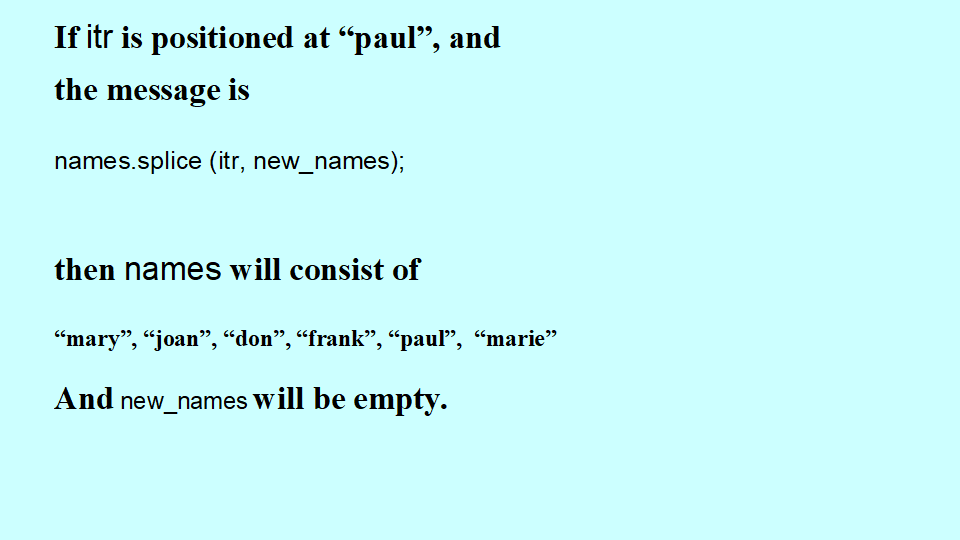 If itr is positioned at “paul”, and
the message is
names.splice (itr, new_names);
then names will consist of
“mary”, “joan”, “don”, “frank”, “paul”,  “marie”
And new_names will be empty.